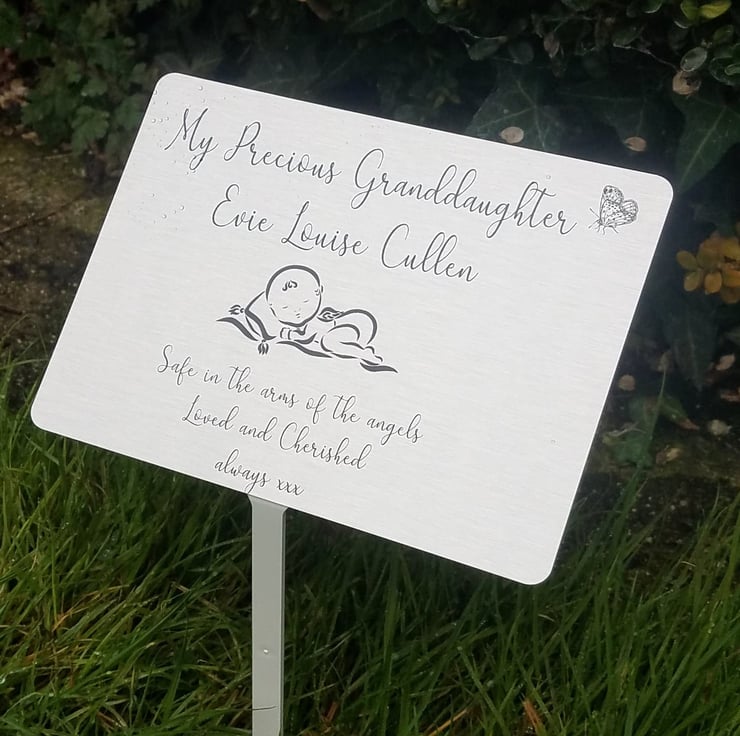 My Precious Granddaughter
Evie Louise Cullen
Safe in the arms of the angels
Loved and Cherished
always xxx